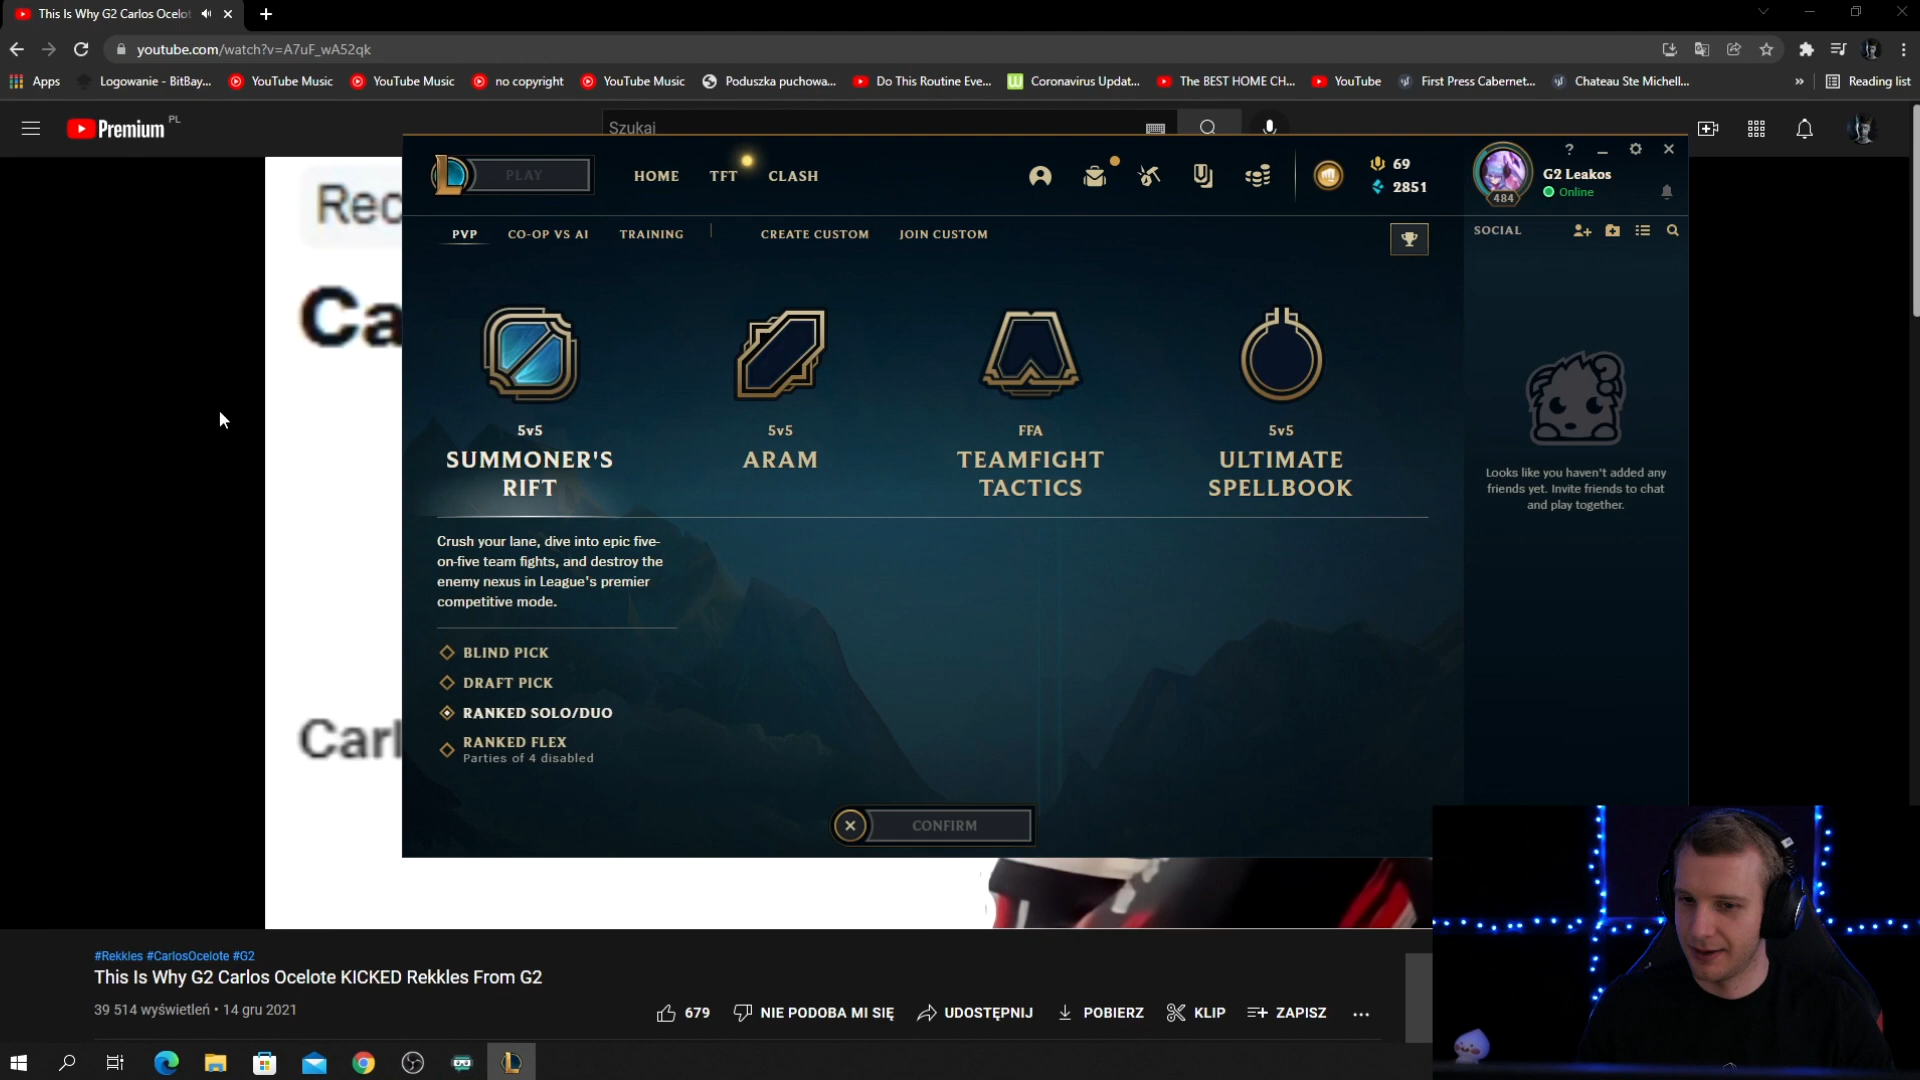 This Is Why G2 Carlos Ocelot
youtube.com/watch?v=A7uF_wA52qk
Apps
Logowanie - BitBay...
YouTube Music
YouTube Music
no copyright
YouTube Music
Poduszka puchowa...
Do This Routine Eve...
Coronavirus Updat...
The BEST HOME CH...
YouTube
First Press Cabernet...
Chateau Ste Michell...
»
Reading list
Premium PL
Szukaj
Rec
Ca
Carl
PLAY
HOME
TFT
CLASH
69
2851
484
G2 Leakos
Online
PVP
CO-OP VS AI
TRAINING
CREATE CUSTOM
JOIN CUSTOM
SOCIAL
5v5
SUMMONER'S
RIFT
5v5
ARAM
FFA
TEAMFIGHT
TACTICS
5v5
ULTIMATE
SPELLBOOK
Looks like you haven't added any
friends yet. Invite friends to chat
and play together.
Crush your lane, dive into epic five-
on-five team fights, and destroy the
enemy nexus in League's premier
competitive mode.
BLIND PICK
DRAFT PICK
RANKED SOLO/DUO
RANKED FLEX
Parties of 4 disabled
CONFIRM
#Rekkles #CarlosOcelote #G2
This Is Why G2 Carlos Ocelote KICKED Rekkles From G2
39 514 wyświetleń • 14 gru 2021
679
NIE PODOBA MI SIĘ
UDOSTĘPNIJ
POBIERZ
KLIP
ZAPISZ